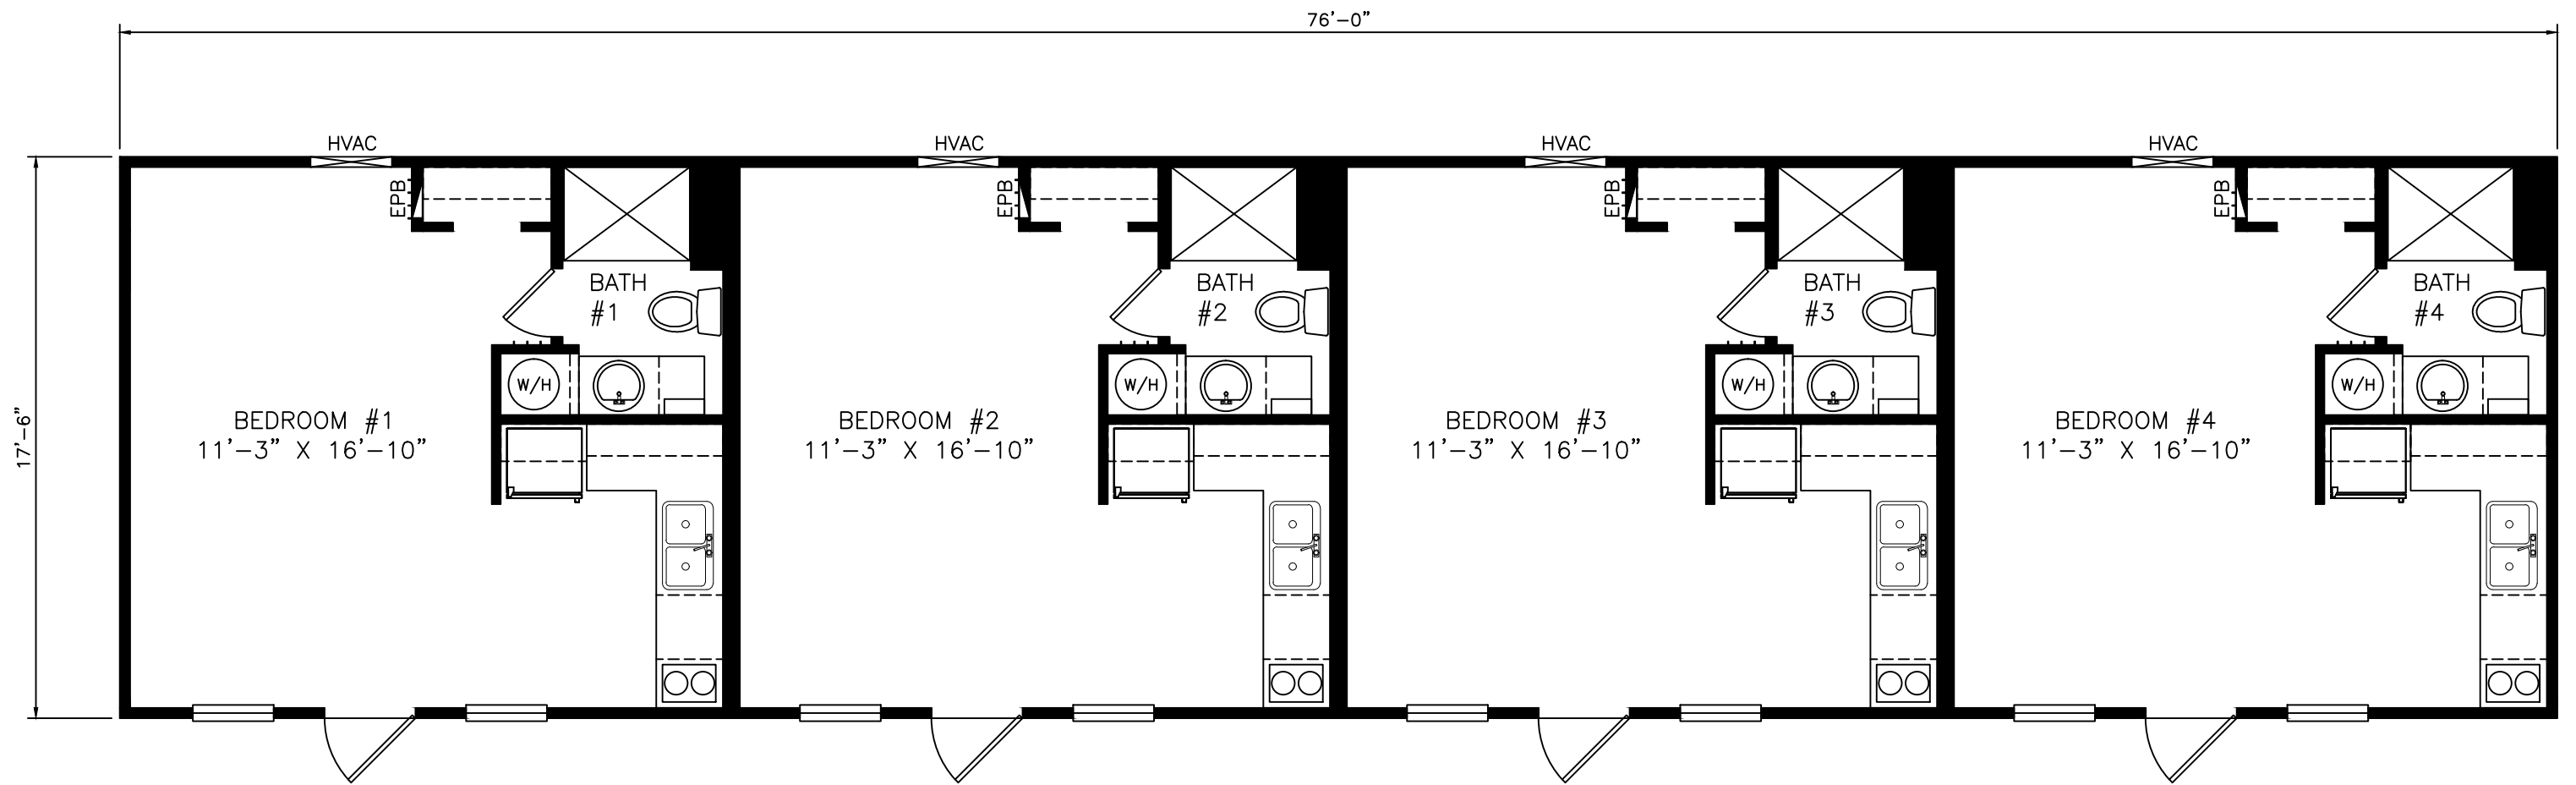 76'-0"
HVAC
HVAC
HVAC
HVAC
EPB
EPB
EPB
EPB
BATH
#1
BATH
#2
BATH
#3
BATH
#4
W/H
W/H
W/H
W/H
17'-6"
BEDROOM #1
11'-3" X 16'-10"
BEDROOM #2
11'-3" X 16'-10"
BEDROOM #3
11'-3" X 16'-10"
BEDROOM #4
11'-3" X 16'-10"